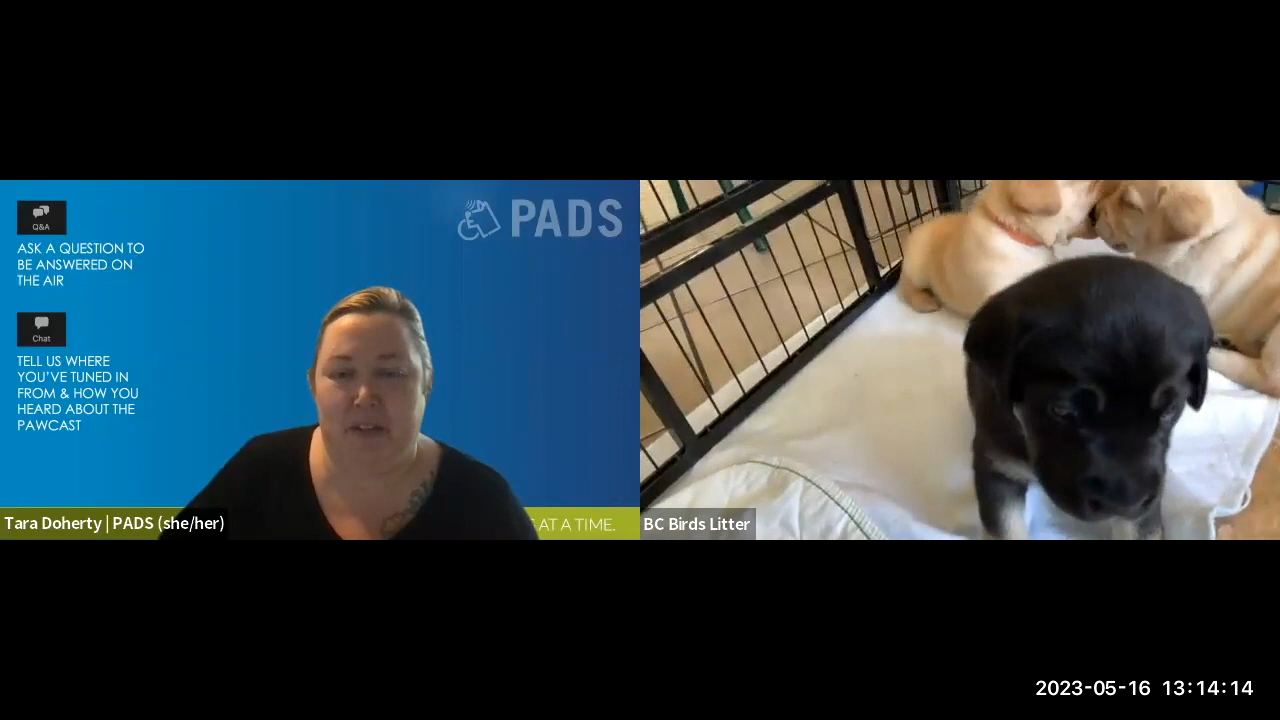 Q&A
ASK A QUESTION TO
BE ANSWERED ON
THE AIR
Chat
TELL US WHERE
YOU'VE TUNED IN
FROM & HOW YOU
HEARD ABOUT THE
PAWCAST
PADS
AT A TIME.
Tara Doherty | PADS (she/her)
BC Birds Litter
2023-05-16 13:14:14